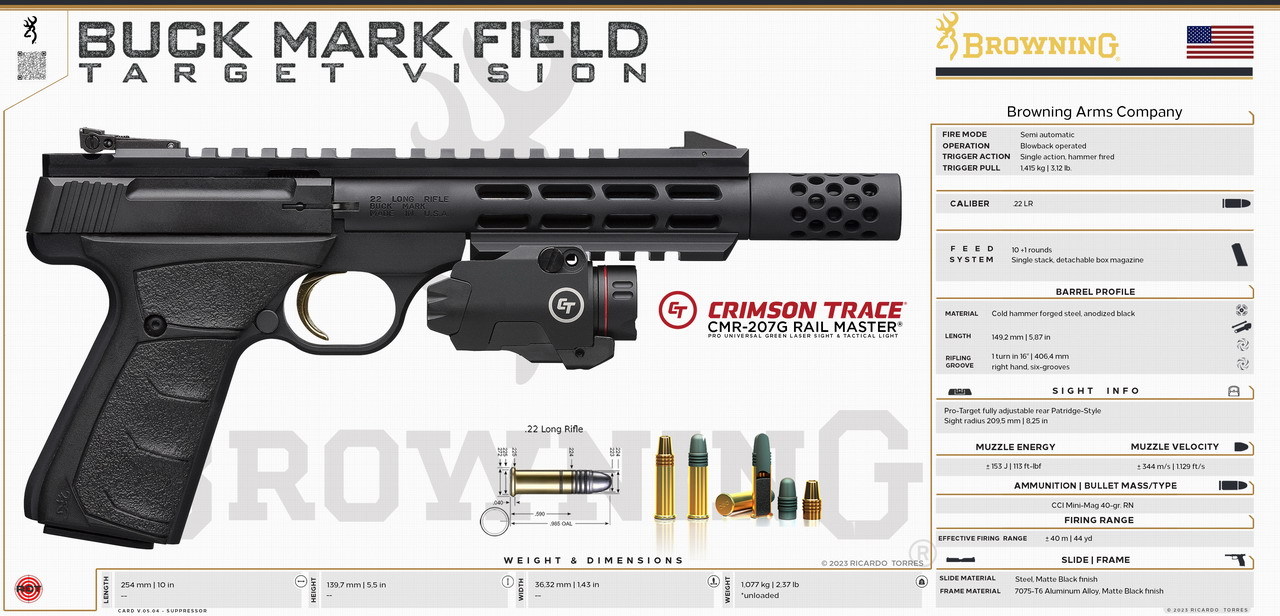 BUCK MARK FIELD
TARGET VISION
BROWNING
Browning Arms Company
FIRE MODE Semi automatic
OPERATION Blowback operated
TRIGGER ACTION Single action, hammer fired
TRIGGER PULL 1,415 kg | 3.12 lb.
CALIBER .22 LR
FEED SYSTEM
10 +1 rounds
Single stack, detachable box magazine
BARREL PROFILE
MATERIAL Cold hammer forged steel, anodized black
LENGTH 149,2 mm | 5,87 in
RIFLING GROOVE
1 turn in 16" | 406,4 mm
right hand, six-grooves
SIGHT INFO
Pro-Target fully adjustable rear Patridge-Style
Sight radius 209,5 mm | 8,25 in
MUZZLE ENERGY MUZZLE VELOCITY
± 153 J | 113 ft-lbf ± 344 m/s | 1.129 ft/s
AMMUNITION | BULLET MASS/TYPE
CCI Mini-Mag 40-gr. RN
FIRING RANGE
EFFECTIVE FIRING RANGE ± 40 m | 44 yd
SLIDE | FRAME
SLIDE MATERIAL Steel, Matte Black finish
FRAME MATERIAL 7075-T6 Aluminum Alloy, Matte Black finish
© 2023 RICARDO TORRES
22 LONG RIFLE
BUCK MARK
MADE IN U.S.A.
CT
CT CRIMSON TRACE®
CMR-207G RAIL MASTER®
PRO UNIVERSAL GREEN LASER SIGHT & TACTICAL LIGHT
BROWNING®
.22 Long Rifle
.224
.040
.590
.985 OAL
WEIGHT & DIMENSIONS
© 2023 RICARDO TORRES
LENGTH 254 mm | 10 in
--
HEIGHT 139,7 mm | 5,5 in
--
WIDTH 36,32 mm | 1,43 in
--
WEIGHT 1,077 kg | 2,37 lb
*unloaded
CARD V.05.04 - SUPPRESSOR